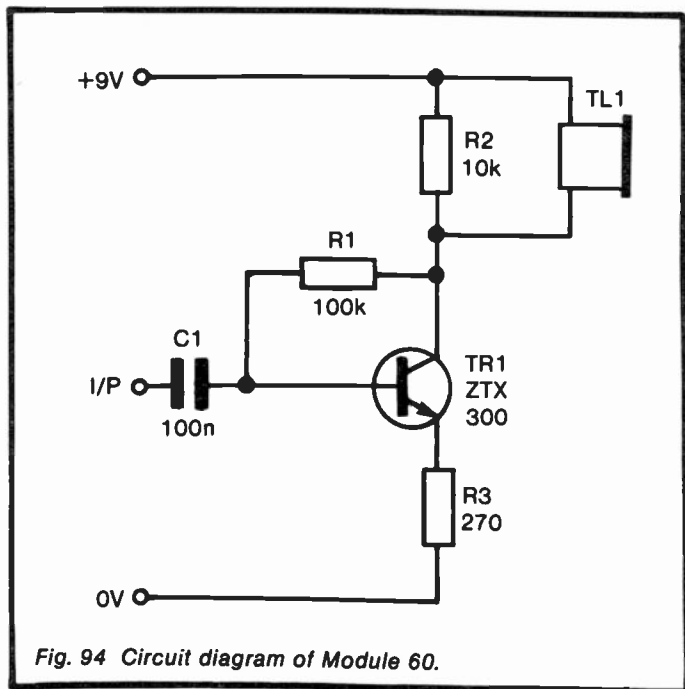 +9V
TL1
R2
10k
R1
100k
C1
I/P
100n
TR1
ZTX
300
R3
270
0V
Fig. 94 Circuit diagram of Module 60.